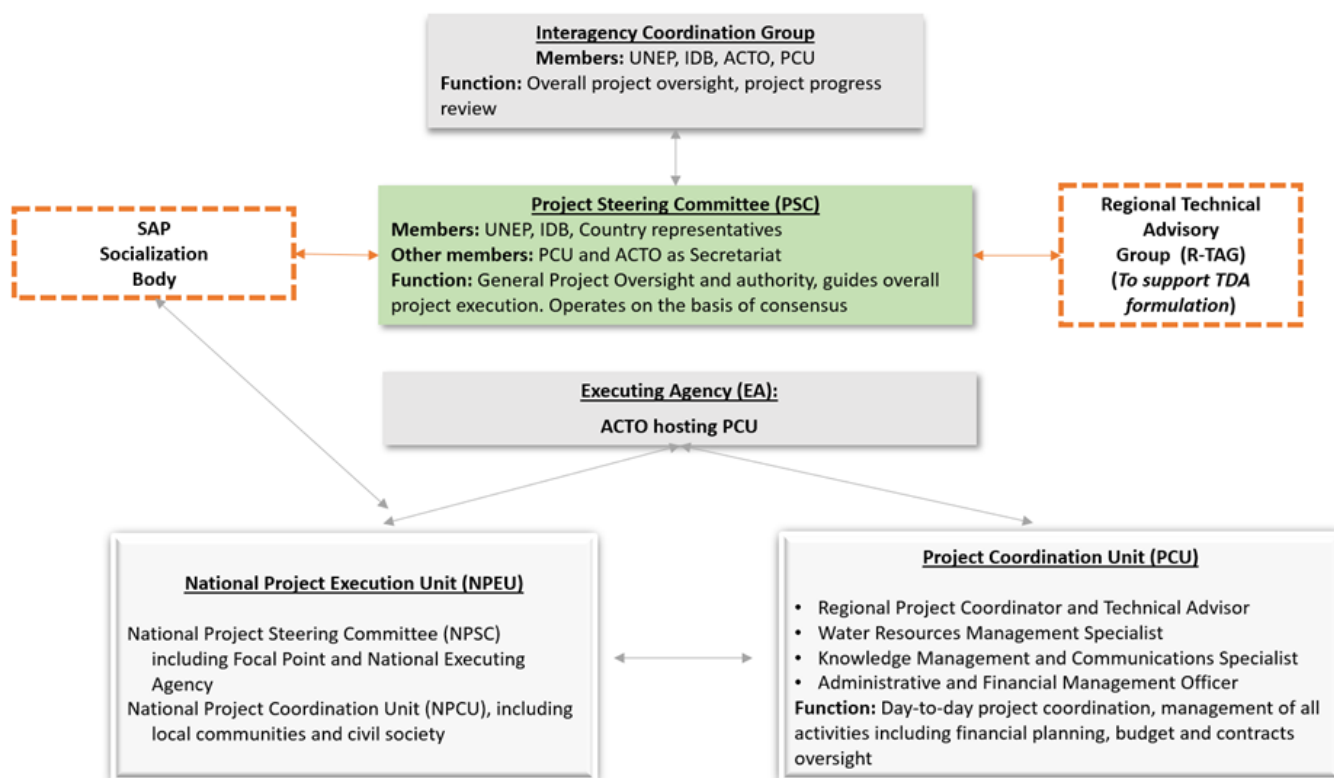 Interagency Coordination Group
Members: UNEP, IDB, ACTO, PCU
Function: Overall project oversight, project progress
review
SAP
Socialization
Body
Project Steering Committee (PSC)
Members: UNEP, IDB, Country representatives
Other members: PCU and ACTO as Secretariat
Function: General Project Oversight and authority, guides overall
project execution. Operates on the basis of consensus
Regional Technical
Advisory
Group (R-TAG)
(To support TDA
formulation)
Executing Agency (EA):
ACTO hosting PCU
National Project Execution Unit (NPEU)
National Project Steering Committee (NPSC)
including Focal Point and National Executing
Agency
National Project Coordination Unit (NPCU), including
local communities and civil society
Project Coordination Unit (PCU)
• Regional Project Coordinator and Technical Advisor
• Water Resources Management Specialist
• Knowledge Management and Communications Specialist
• Administrative and Financial Management Officer
Function: Day-to-day project coordination, management of all
activities including financial planning, budget and contracts
oversight